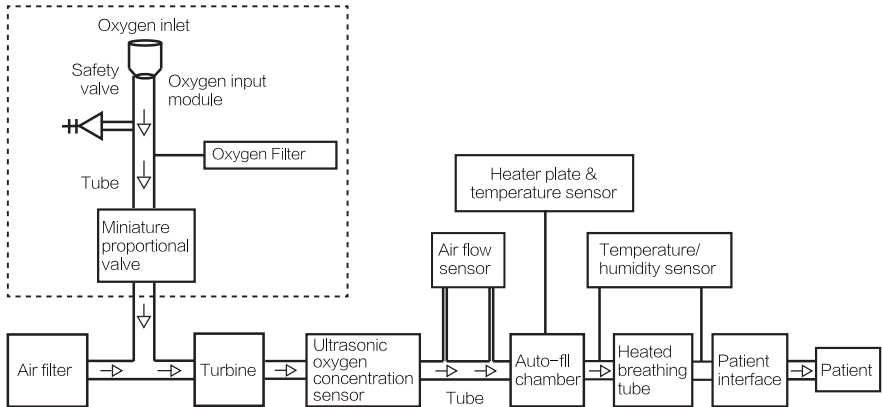 Oxygen inlet
Safety
valve
Oxygen input
module
Oxygen Filter
Tube
Miniature
proportional
valve
Heater plate &
temperature sensor
Air flow
sensor
Temperature/
humidity sensor
Air filter
Turbine
Ultrasonic
oxygen
concentration
sensor
Tube
Auto-fll
chamber
Heated
breathing
tube
Patient
interface
Patient